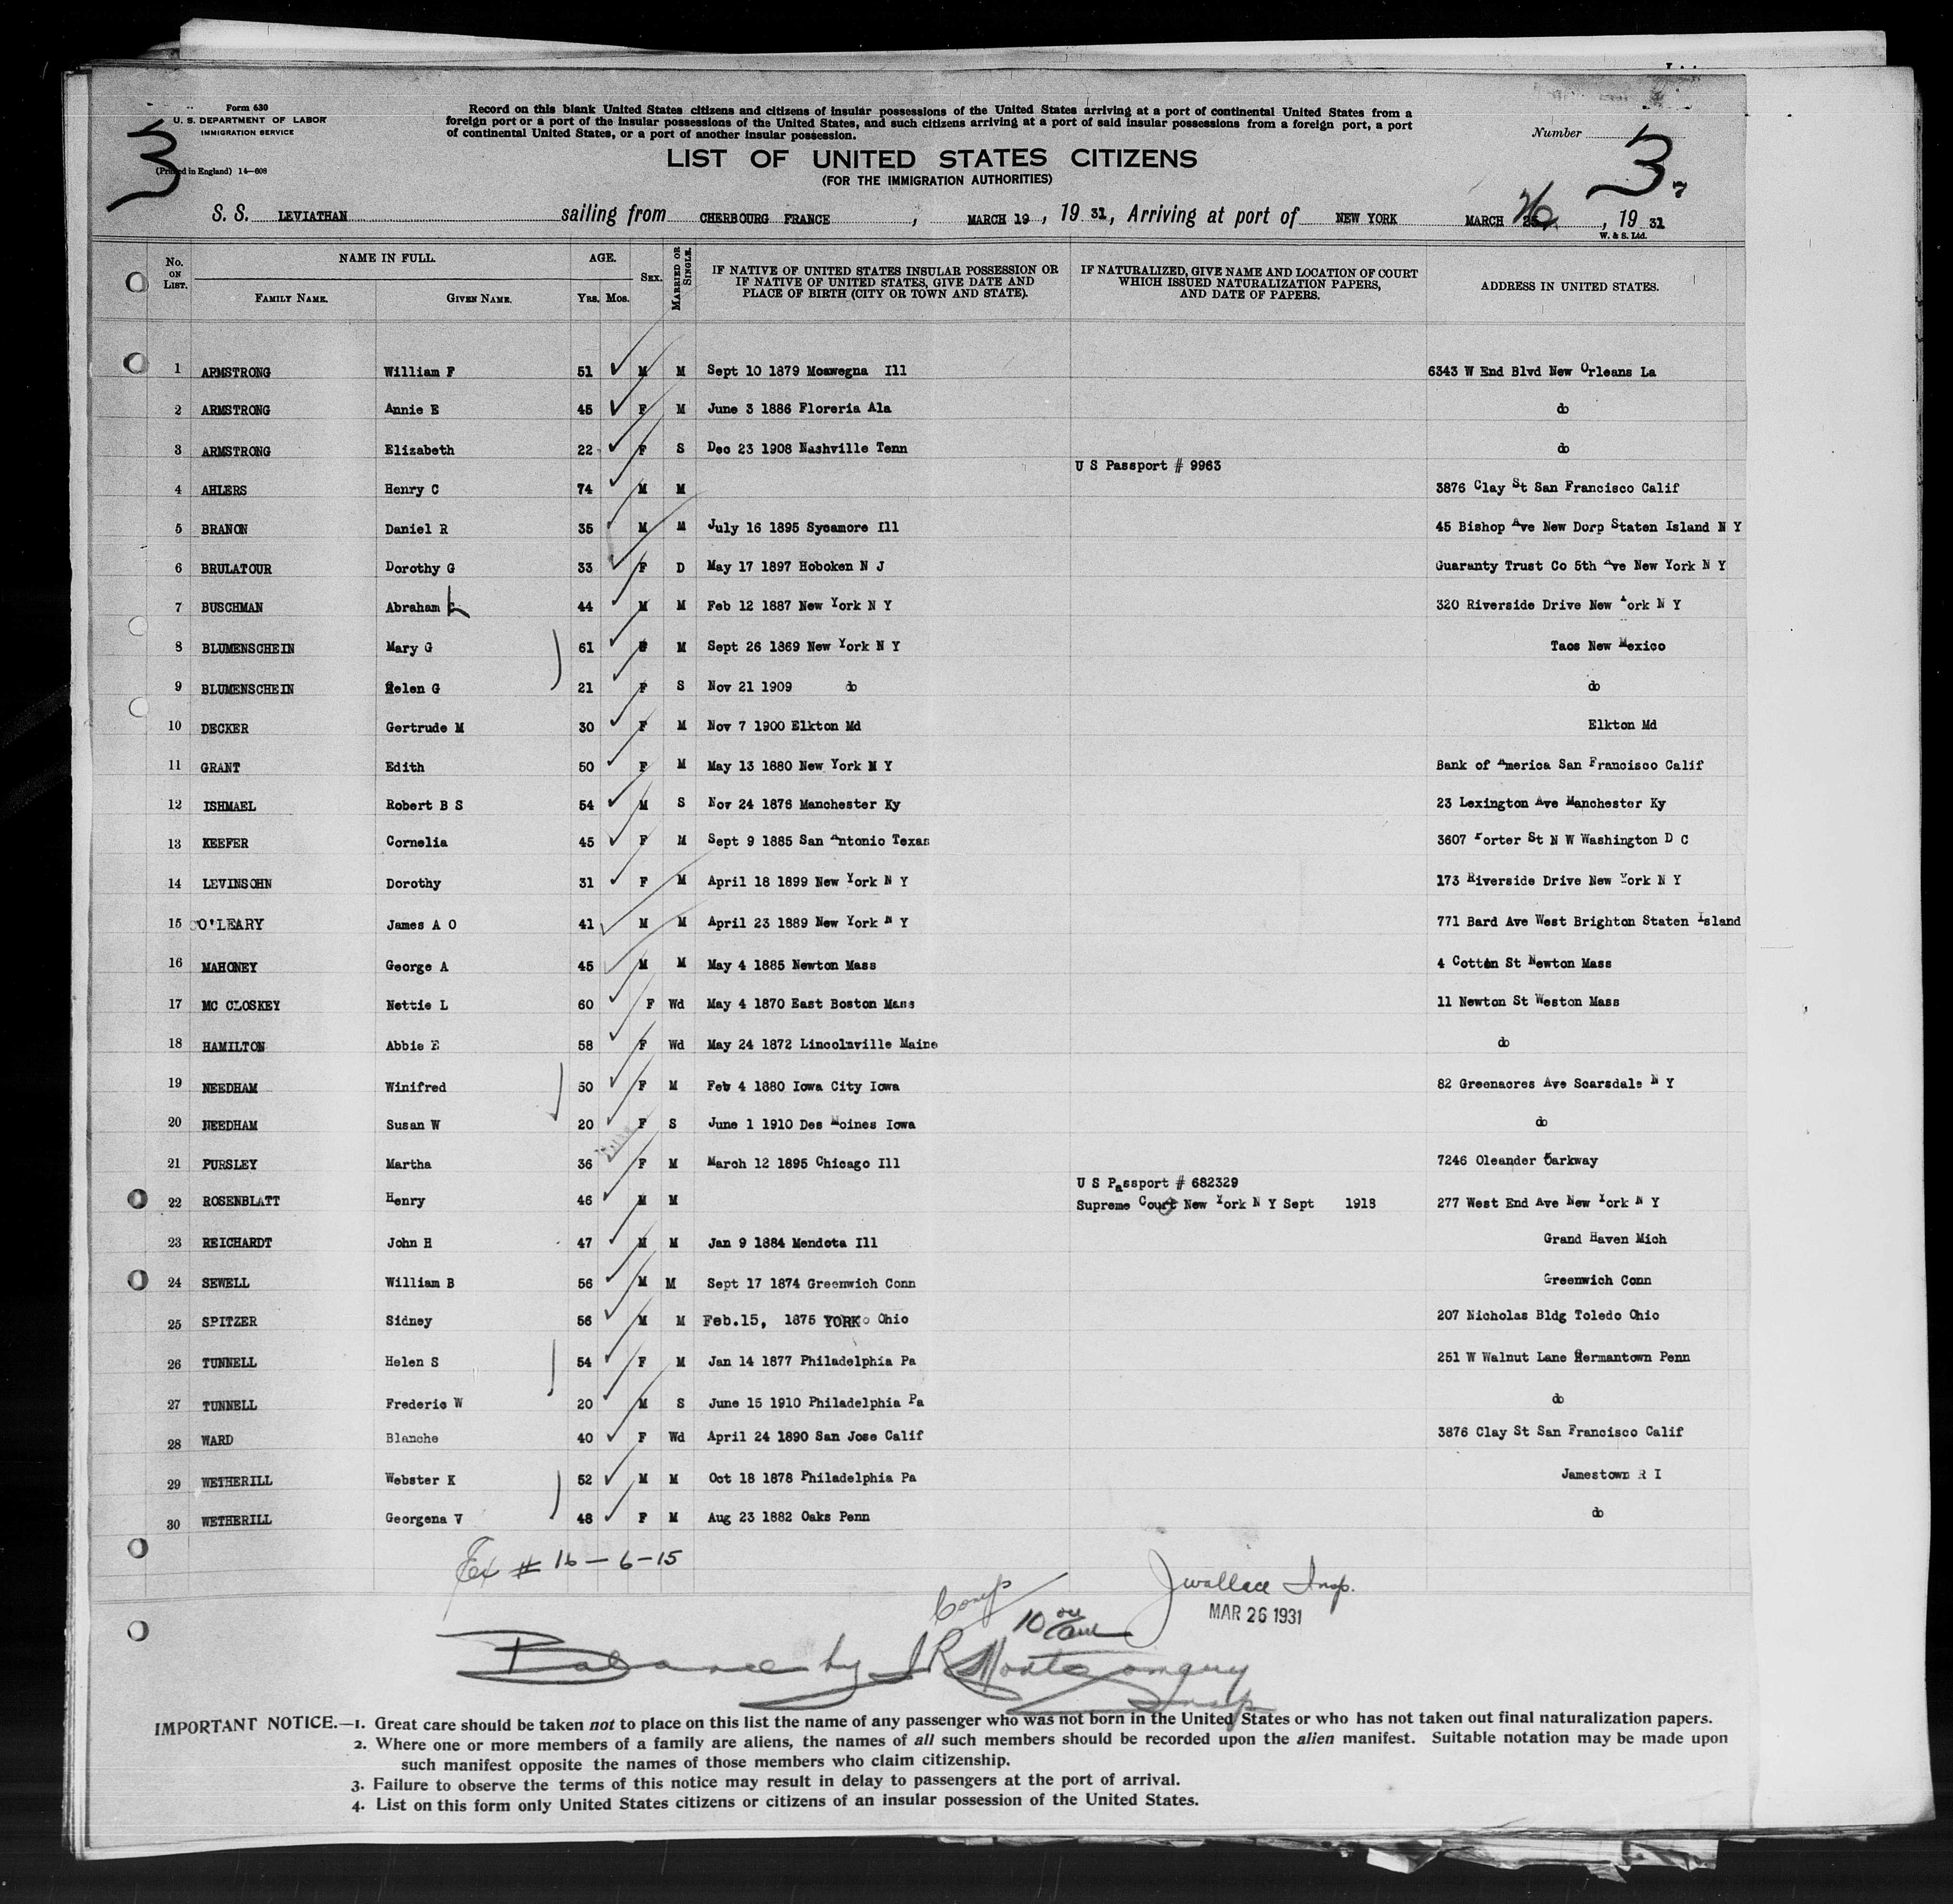 Form 630
U. S. DEPARTMENT OF LABOR
IMMIGRATION SERVICE
(Printed in England) 14—608
3
Record on this blank United States citizens and citizens of insular possessions of the United States arriving at a port of continental United States from a
foreign port or a port of the insular possessions of the United States, and such citizens arriving at a port of said insular possessions from a foreign port, a port
of continental United States, or a port of another insular possession.
Number
3
LIST OF UNITED STATES CITIZENS
(FOR THE IMMIGRATION AUTHORITIES)
S. S. LEVIATHAN sailing from CHERBOURG FRANCE, MARCH 19, 19 31, Arriving at port of NEW YORK MARCH 26, 19 31
W. & S. Ltd.
No. ON LIST. NAME IN FULL. FAMILY NAME. GIVEN NAME. AGE. YRS. MOS. SEX. MARRIED OR SINGLE. IF NATIVE OF UNITED STATES INSULAR POSSESSION OR IF NATIVE OF UNITED STATES, GIVE DATE AND PLACE OF BIRTH (CITY OR TOWN AND STATE). IF NATURALIZED, GIVE NAME AND LOCATION OF COURT WHICH ISSUED NATURALIZATION PAPERS, AND DATE OF PAPERS. ADDRESS IN UNITED STATES.
1 ARMSTRONG William F 51 M M Sept 10 1879 Moawegna Ill 6343 W End Blvd New Orleans La
2 ARMSTRONG Annie E 45 F M June 3 1886 Floreria Ala do
3 ARMSTRONG Elizabeth 22 F S Dec 23 1908 Nashville Tenn do
U S Passport # 9963
4 AHLERS Henry C 74 M M 3876 Clay St San Francisco Calif
5 BRANON Daniel R 35 M M July 16 1895 Sycamore Ill 45 Bishop Ave New Dorp Staten Island N Y
6 BRULATOUR Dorothy G 33 F D May 17 1897 Hoboken N J Guaranty Trust Co 5th Ave New York N Y
7 BUSCHMAN Abraham L 44 M M Feb 12 1887 New York N Y 320 Riverside Drive New York N Y
8 BLUMENSCHEIN Mary G 61 F M Sept 26 1869 New York N Y Taos New Mexico
9 BLUMENSCHEIN Helen G 21 F S Nov 21 1909 do do
10 DECKER Gertrude M 30 F M Nov 7 1900 Elkton Md Elkton Md
11 GRANT Edith 50 F M May 13 1880 New York N Y Bank of America San Francisco Calif
12 ISHMAEL Robert B S 54 M S Nov 24 1876 Manchester Ky 23 Lexington Ave Manchester Ky
13 KEEFER Cornelia 45 F M Sept 9 1885 San Antonio Texas 3607 Porter St N W Washington D C
14 LEVINSOHN Dorothy 31 F M April 18 1899 New York N Y 173 Riverside Drive New York N Y
15 O'LEARY James A O 41 M M April 23 1889 New York N Y 771 Bard Ave West Brighton Staten Island
16 MAHONEY George A 45 M M May 4 1885 Newton Mass 4 Cotton St Newton Mass
17 MC CLOSKEY Nettie L 60 F Wd May 4 1870 East Boston Mass 11 Newton St Weston Mass
18 HAMILTON Abbie E 58 F Wd May 24 1872 Lincolnville Maine do
19 NEEDHAM Winifred 50 F M Feb 4 1880 Iowa City Iowa 82 Greenacres Ave Scarsdale N Y
20 NEEDHAM Susan W 20 F S June 1 1910 Des Moines Iowa do
21 PURSLEY Martha 36 F M March 12 1895 Chicago Ill 7246 Oleander Parkway
U S Passport # 682329
22 ROSENBLATT Henry 46 M M Supreme Court New York N Y Sept 1918 277 West End Ave New York N Y
23 REICHARDT John H 47 M M Jan 9 1884 Mendota Ill Grand Haven Mich
24 SEWELL William B 56 M M Sept 17 1874 Greenwich Conn Greenwich Conn
25 SPITZER Sidney 56 M M Feb.15, 1875 YORK Ohio 207 Nicholas Bldg Toledo Ohio
26 TUNNELL Helen S 54 F M Jan 14 1877 Philadelphia Pa 251 W Walnut Lane Germantown Penn
27 TUNNELL Frederic W 20 M S June 15 1910 Philadelphia Pa do
28 WARD Blanche 40 F Wd April 24 1890 San Jose Calif 3876 Clay St San Francisco Calif
29 WETHERILL Webster K 52 M M Oct 18 1878 Philadelphia Pa Jamestown R I
30 WETHERILL Georgena V 48 F M Aug 23 1882 Oaks Penn do
Ex # 16 — 6 — 15
J Wallace Insp.
MAR 26 1931
Comp
10
Balance by J R Montgomery
Insp
IMPORTANT NOTICE.—1. Great care should be taken not to place on this list the name of any passenger who was not born in the United States or who has not taken out final naturalization papers.
2. Where one or more members of a family are aliens, the names of all such members should be recorded upon the alien manifest. Suitable notation may be made upon
such manifest opposite the names of those members who claim citizenship.
3. Failure to observe the terms of this notice may result in delay to passengers at the port of arrival.
4. List on this form only United States citizens or citizens of an insular possession of the United States.